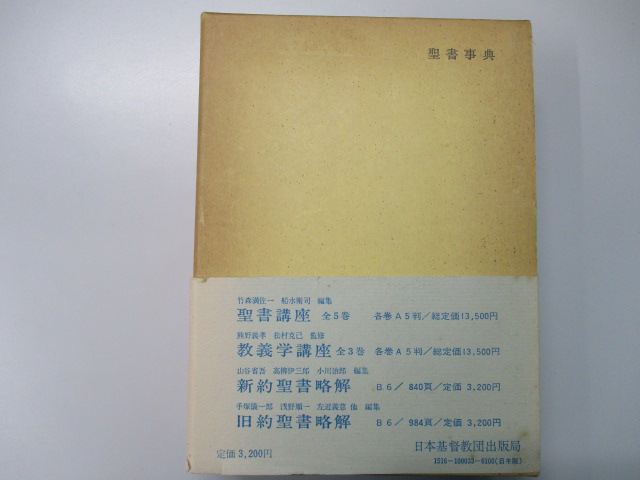 聖書事典
竹森満佐一 船水衛司 編集
聖書講座 全5巻 各巻A5判／総定価13,500円
熊野義孝 松村克己 監修
教義学講座 全3巻 各巻A5判／総定価13,500円
山谷省吾 高柳伊三郎 小川治郎 編集
新約聖書略解 B6／ 840頁／定価 3,200円
手塚儀一郎 浅野順一 左近義慈 他 編集
旧約聖書略解 B6／ 984頁／定価 3,200円
日本基督教団出版局
定価 3,200円
1516－100033－6100(日キ販)